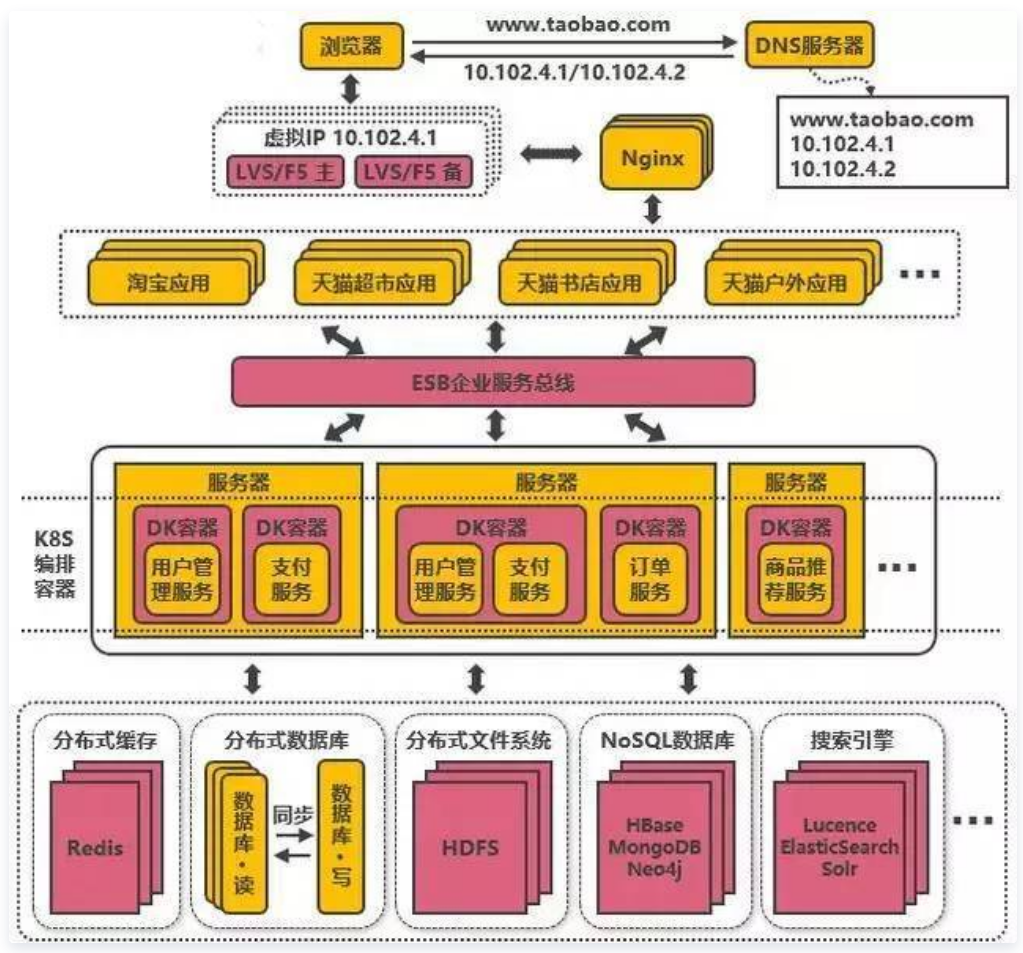 www.taobao.com
浏览器
DNS服务器
10.102.4.1/10.102.4.2
www.taobao.com
10.102.4.1
10.102.4.2
虚拟IP 10.102.4.1
LVS/F5 主
LVS/F5 备
Nginx
淘宝应用
天猫超市应用
天猫书店应用
天猫户外应用
...
ESB企业服务总线
K8S
编排
容器
服务器
DK容器
用户管
理服务
DK容器
支付
服务
服务器
DK容器
用户管
理服务
支付
服务
DK容器
订单
服务
服务器
DK容器
商品推
荐服务
...
分布式缓存
Redis
分布式数据库
数据库·读
同步
数据库·写
分布式文件系统
HDFS
NoSQL数据库
HBase
MongoDB
Neo4j
搜索引擎
Lucence
ElasticSearch
Solr
...